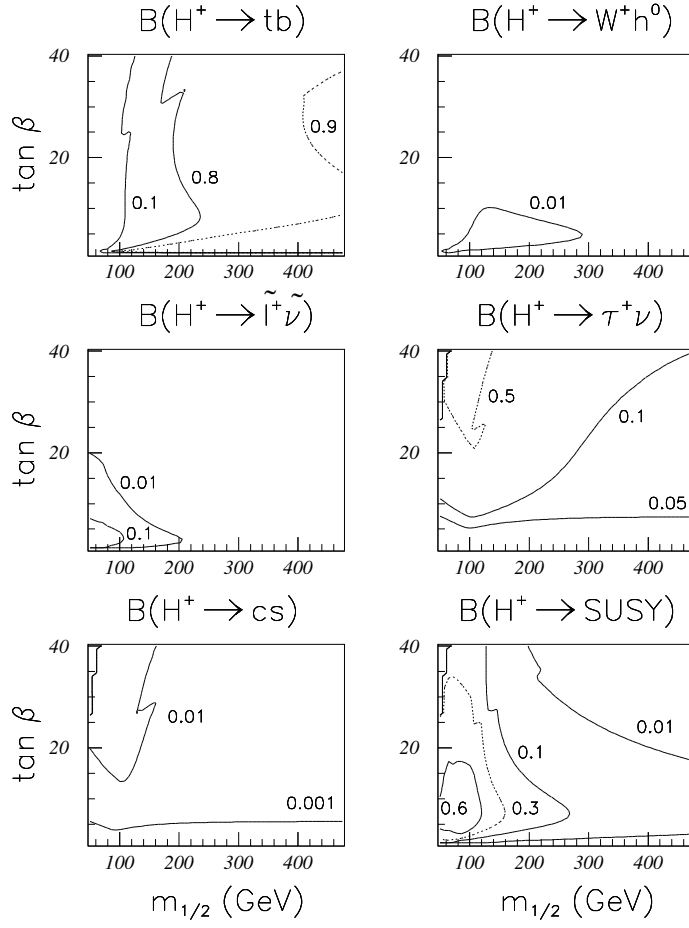 B(H⁺ → tb)
B(H⁺ → W⁺h⁰)
40
20
tan β
0.1
0.8
0.9
100 200 300 400
40
20
0.01
100 200 300 400
B(H⁺ → l̃⁺ν̃)
B(H⁺ → τ⁺ν)
40
20
tan β
0.01
0.1
100 200 300 400
40
20
0.5
0.1
0.05
100 200 300 400
B(H⁺ → cs)
B(H⁺ → SUSY)
40
20
tan β
0.01
0.001
100 200 300 400
m₁/₂ (GeV)
40
20
0.01
0.1
0.6
0.3
100 200 300 400
m₁/₂ (GeV)